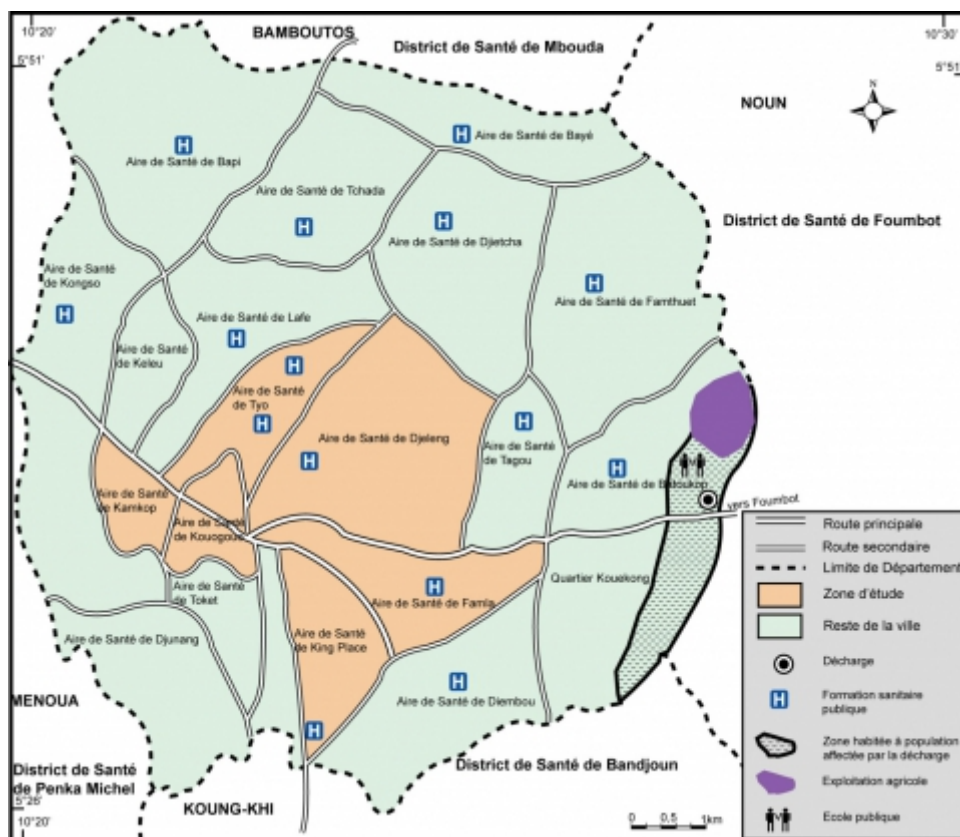 10°20'
BAMBOUTOS
District de Santé de Mbouda
10°30'
5°51'
5°51'
NOUN
N
Aire de Santé de Bayé
Aire de Santé de Bapi
Aire de Santé de Tchada
District de Santé de Foumbot
Aire de Santé de Djietcha
Aire de Santé
de Kongso
Aire de Santé de Famthuet
Aire de Santé de Lafe
Aire de Santé
de Keleu
Aire de Santé
de Tyo
Aire de Santé de Djeleng
Aire de Santé
de Tagou
Aire de Santé de Batoukop
Aire de Santé
de Kamkop
vers Foumbot
Aire de Santé
de Kouogouo
Quartier Kouekong
Aire de Santé
de Toket
Aire de Santé de Famla
Aire de Santé de Djunang
Aire de Santé
de King Place
Aire de Santé de Diembou
MENOUA
District de Santé de Bandjoun
District de Santé
de Penka Michel
KOUNG-KHI
5°26'
10°20'
0 0,5 1km
Route principale
Route secondaire
Limite de Département
Zone d'étude
Reste de la ville
Décharge
H Formation sanitaire
publique
Zone habitée à population
affectée par la décharge
Exploitation agricole
Ecole publique